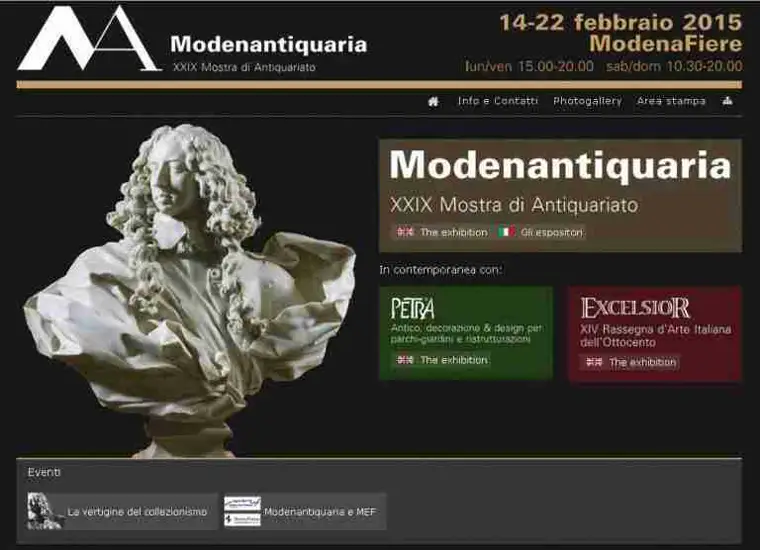 14-22 febbraio 2015
ModenaFiere
lun/ven 15.00-20.00 sab/dom 10.30-20.00
MA
Modenantiquaria
XXIX Mostra di Antiquariato
Info e Contatti Photogallery Area stampa
Modenantiquaria
XXIX Mostra di Antiquariato
The exhibition Gli espositori
In contemporanea con:
PETRA
Antico, decorazione & design per
parchi-giardini e ristrutturazioni
The exhibition
EXCELSIOR
XIV Rassegna d'Arte Italiana
dell'Ottocento
The exhibition
Eventi
La vertigine del collezionismo
Modenantiquaria e MEF